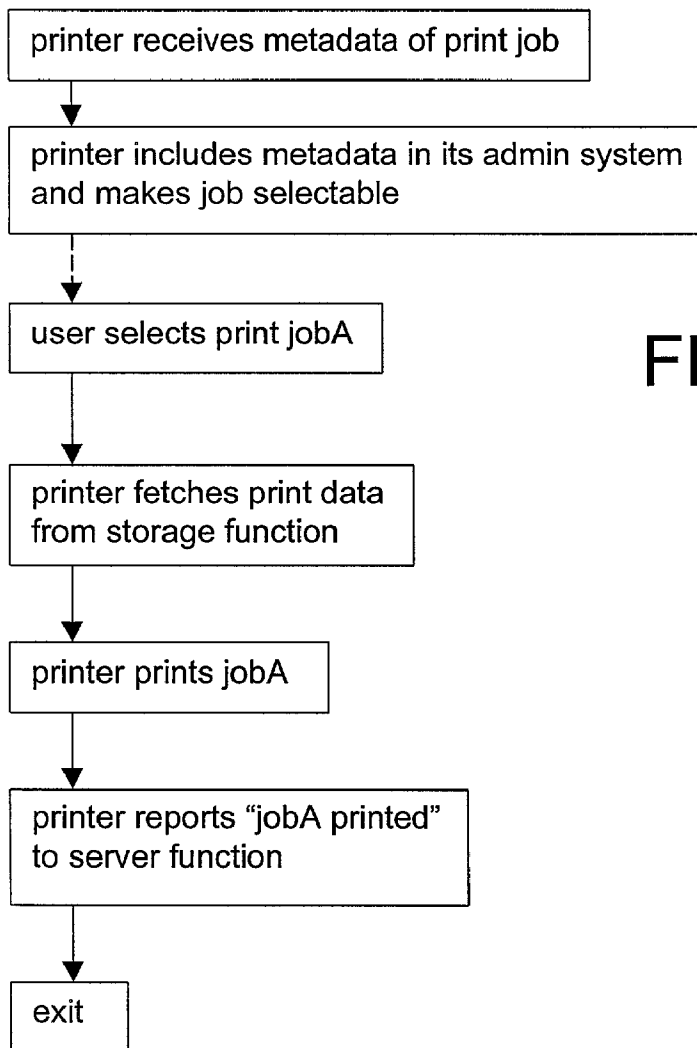 printer receives metadata of print job
printer includes metadata in its admin system
and makes job selectable
user selects print jobA
FI
printer fetches print data
from storage function
printer prints jobA
printer reports “jobA printed”
to server function
exit